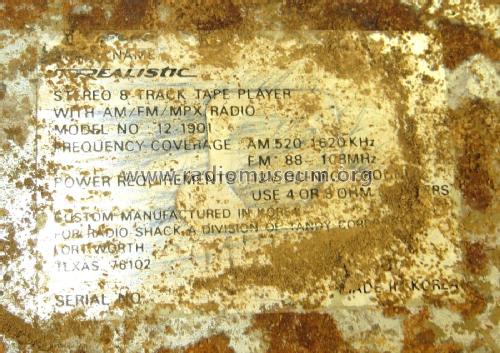 NAME
REALISTIC
STEREO 8 TRACK TAPE PLAYER
WITH AM/FM/MPX RADIO
MODEL NO 12-1901
FREQUENCY COVERAGE AM 520-1620 KHz
FM 88-108MHz
POWER REQUIREMENT
www.radiomuseum.org
USE 4 OR 8 OHM
CUSTOM MANUFACTURED IN KOREA
FOR RADIO SHACK A DIVISION OF TANDY CORP
FORT WORTH
TEXAS 76102
SERIAL NO
MADE IN KOREA